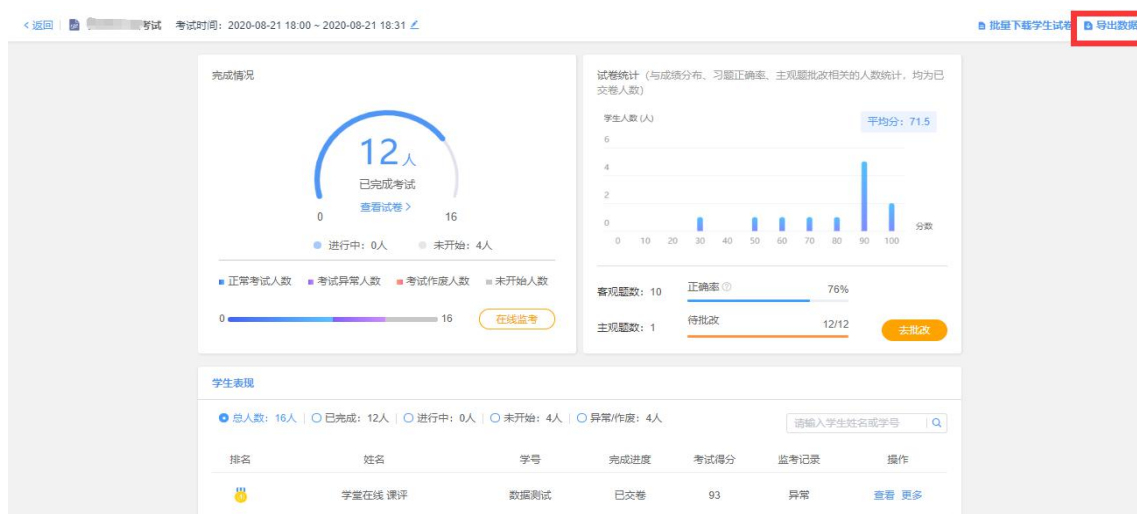 <返回 考试 考试时间：2020-08-21 18:00 ~ 2020-08-21 18:31 批量下载学生试卷 导出数据
完成情况
12人
已完成考试
查看试卷 >
0 16
进行中：0人 未开始：4人
正常考试人数 考试异常人数 考试作废人数 未开始人数
0 16 在线监考
试卷统计（与成绩分布、习题正确率、主观题批改相关的人数统计，均为已
交卷人数）
学生人数 (人) 平均分：71.5
6
4
2
0
分数
0 10 20 30 40 50 60 70 80 90 100
客观题数：10 正确率 76%
主观题数：1 待批改 12/12 去批改
学生表现
总人数：16人 已完成：12人 进行中：0人 未开始：4人 异常/作废：4人 请输入学生姓名或学号
排名 姓名 学号 完成进度 考试得分 监考记录 操作
学堂在线 课评 数据测试 已交卷 93 异常 查看 更多